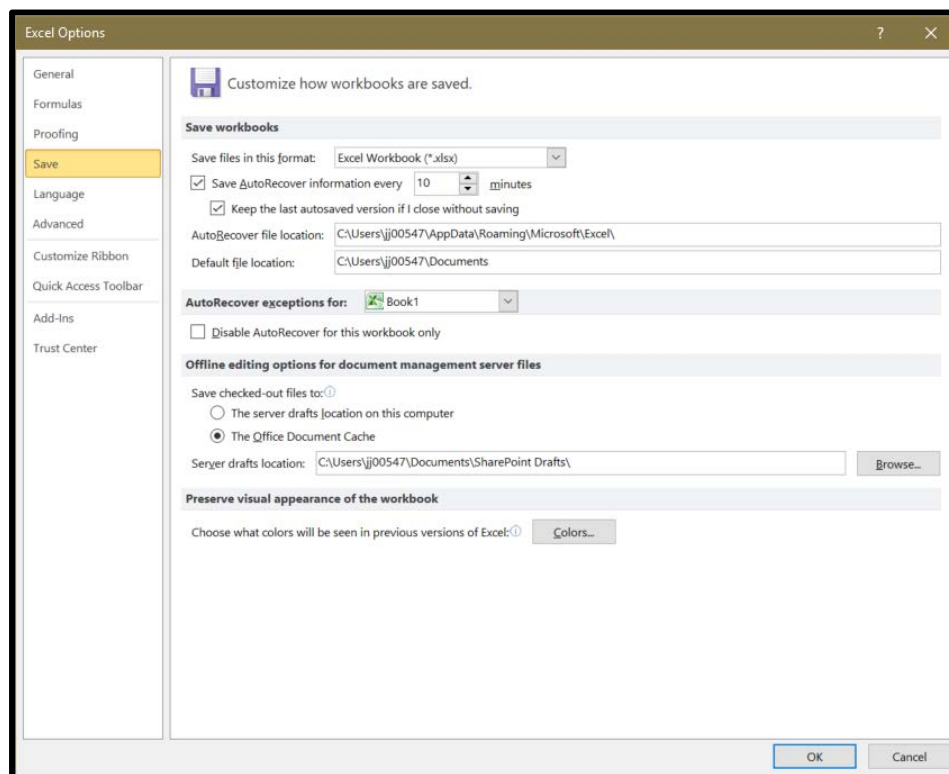 Excel Options
?
General
Formulas
Proofing
Save
Language
Advanced
Customize Ribbon
Quick Access Toolbar
Add-Ins
Trust Center
Customize how workbooks are saved.
Save workbooks
Save files in this format: Excel Workbook (*.xlsx)
Save AutoRecover information every 10 minutes
Keep the last autosaved version if I close without saving
AutoRecover file location: C:\Users\jj00547\AppData\Roaming\Microsoft\Excel\
Default file location: C:\Users\jj00547\Documents
AutoRecover exceptions for: Book1
Disable AutoRecover for this workbook only
Offline editing options for document management server files
Save checked-out files to:
The server drafts location on this computer
The Office Document Cache
Server drafts location: C:\Users\jj00547\Documents\SharePoint Drafts\ Browse...
Preserve visual appearance of the workbook
Choose what colors will be seen in previous versions of Excel: Colors...
OK Cancel